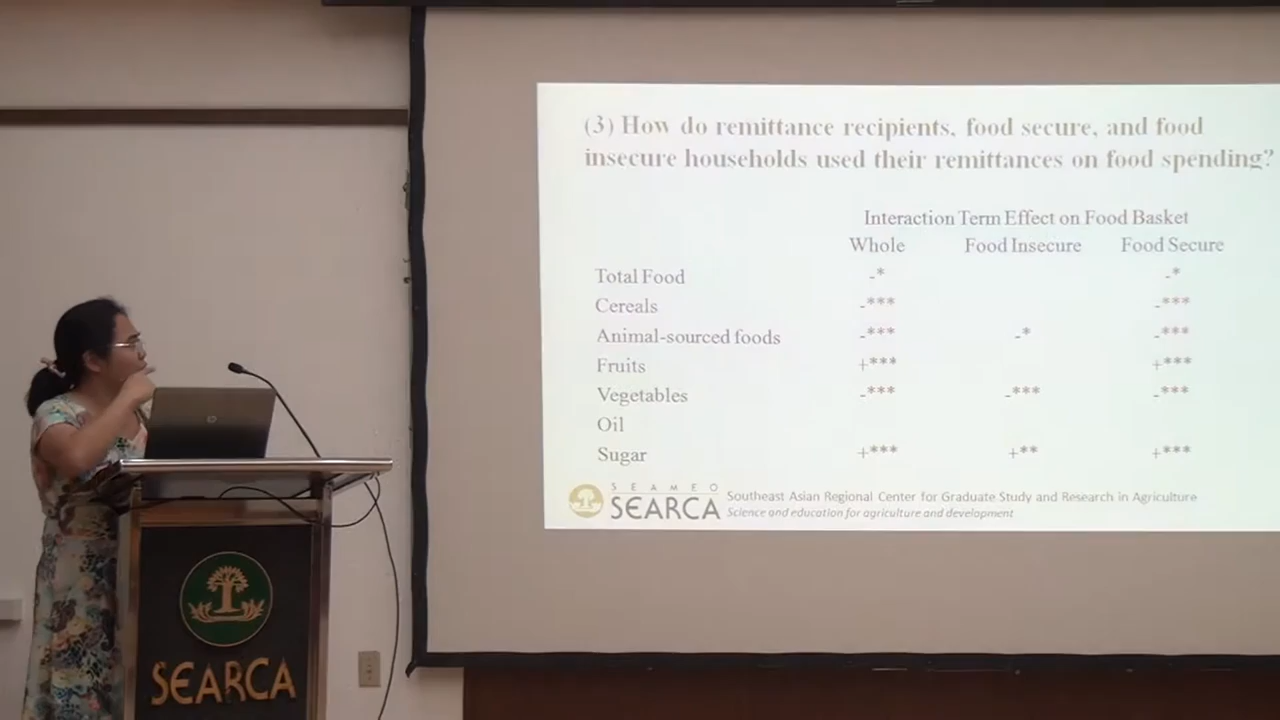 (3) How do remittance recipients, food secure, and food
insecure households used their remittances on food spending?
Interaction Term Effect on Food Basket
Whole Food Insecure Food Secure
Total Food -* -*
Cereals -*** -***
Animal-sourced foods -*** -* -***
Fruits +*** +***
Vegetables -*** -*** -***
Oil
Sugar +*** +** +***
SEAMEO
SEARCA
Southeast Asian Regional Center for Graduate Study and Research in Agriculture
Science and education for agriculture and development
hp
SEARCA